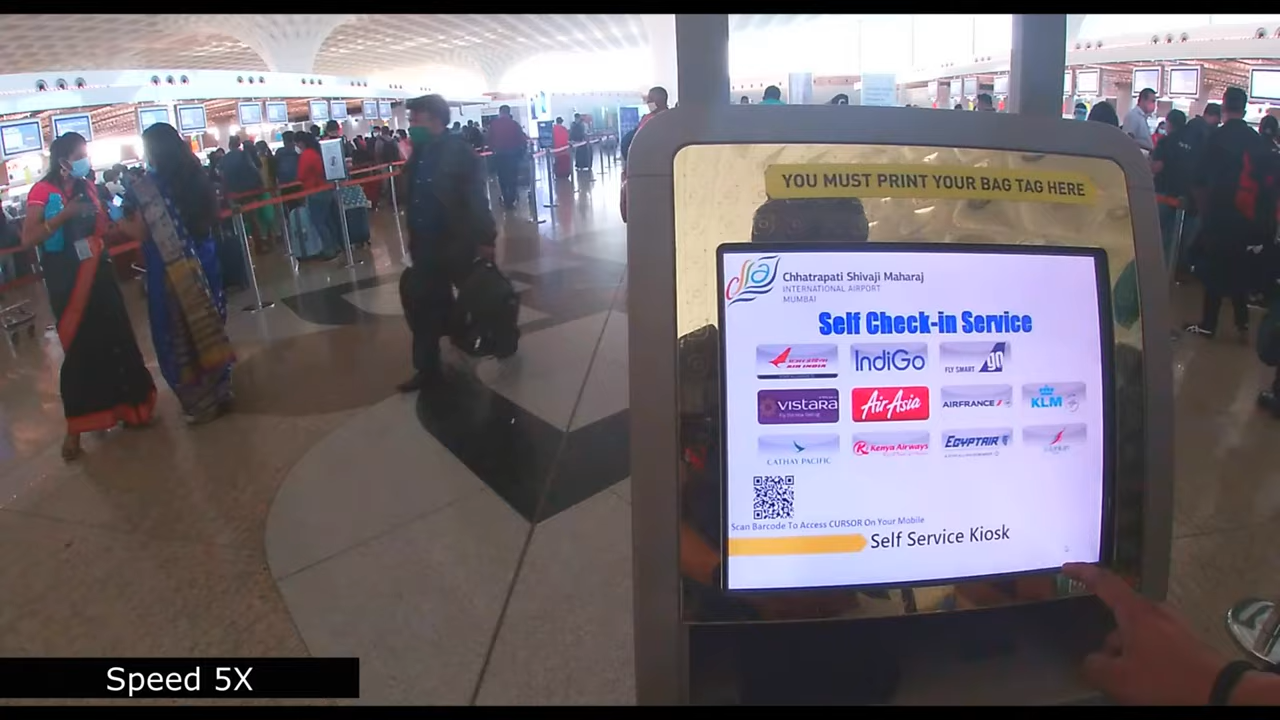 YOU MUST PRINT YOUR BAG TAG HERE
Chhatrapati Shivaji Maharaj
INTERNATIONAL AIRPORT
MUMBAI
Self Check-in Service
AIR INDIA
IndiGo
FLY SMART go
VISTARA
AirAsia
AIRFRANCE
KLM
CATHAY PACIFIC
Kenya Airways
EGYPTAIR
Scan Barcode To Access CURSOR On Your Mobile
Self Service Kiosk
Speed 5X